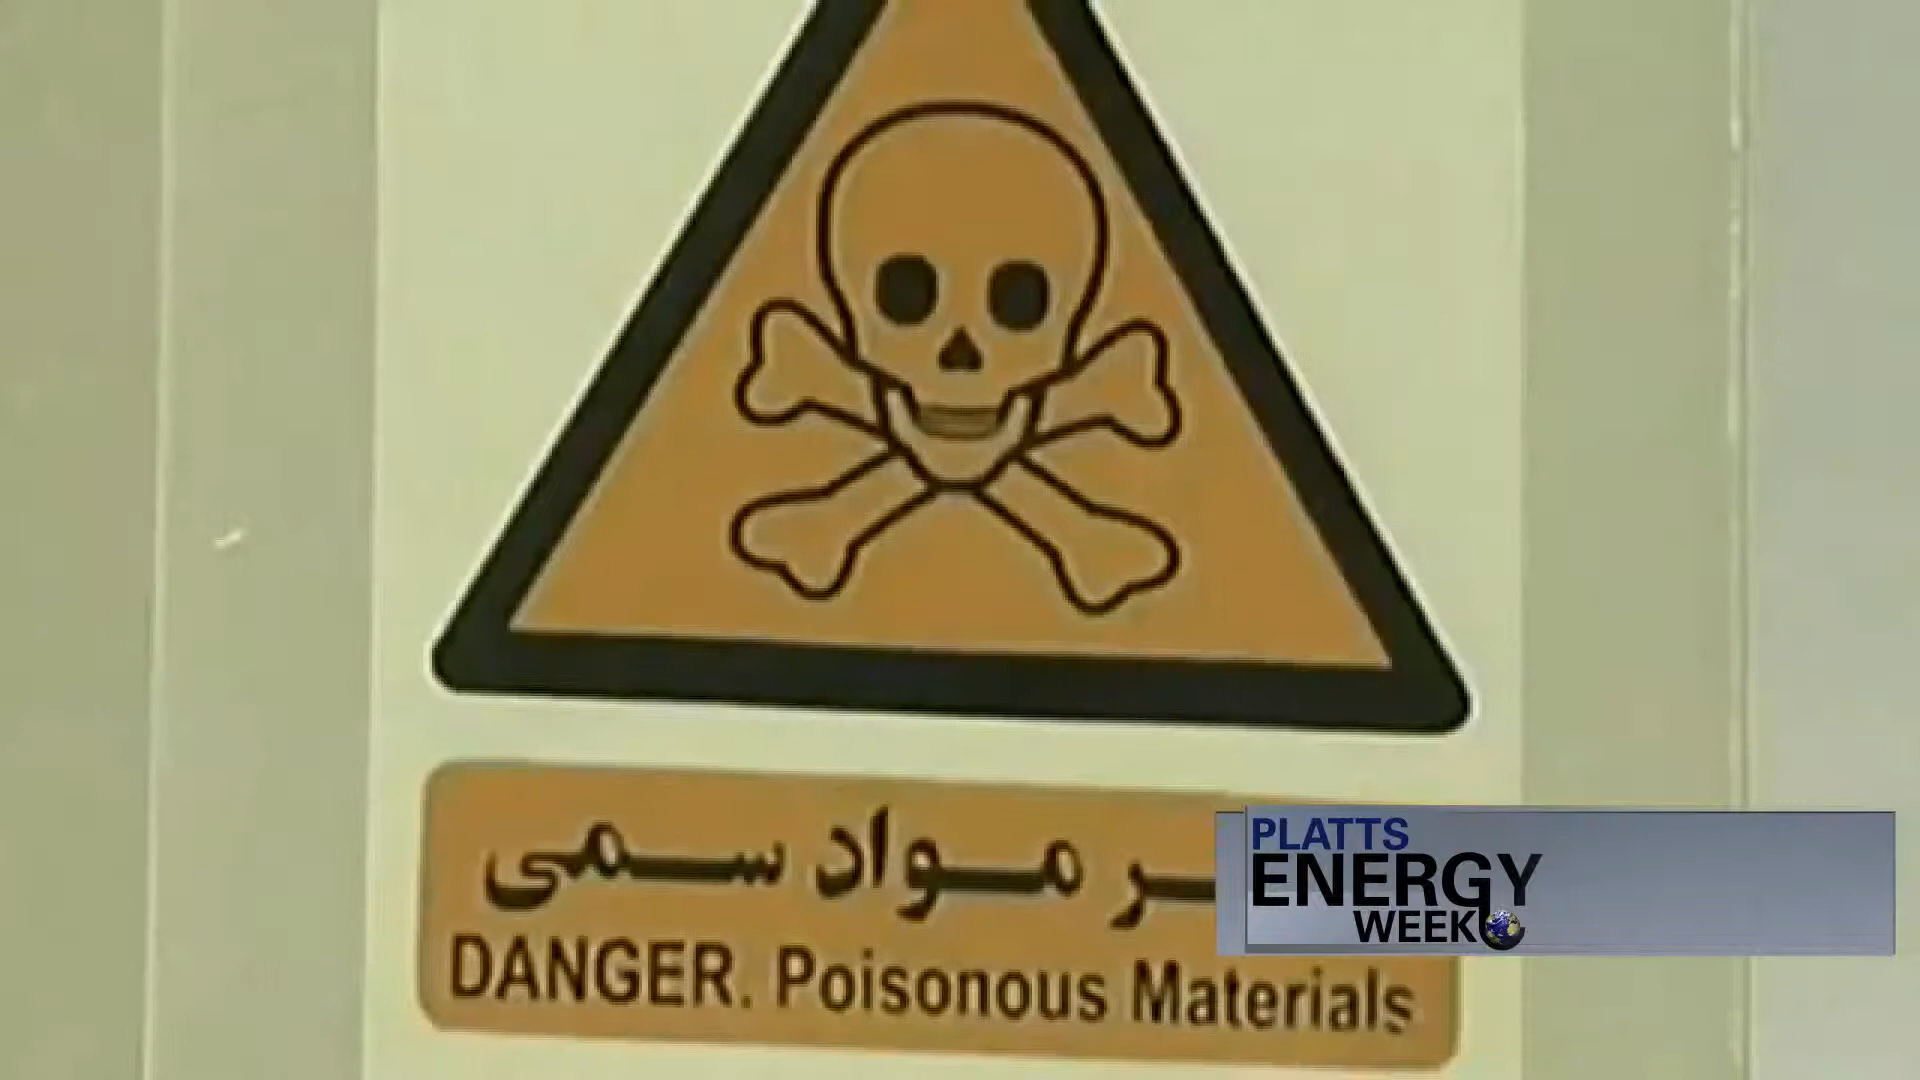 مواد سمی
DANGER. Poisonous Materials
PLATTS
ENERGY
WEEK